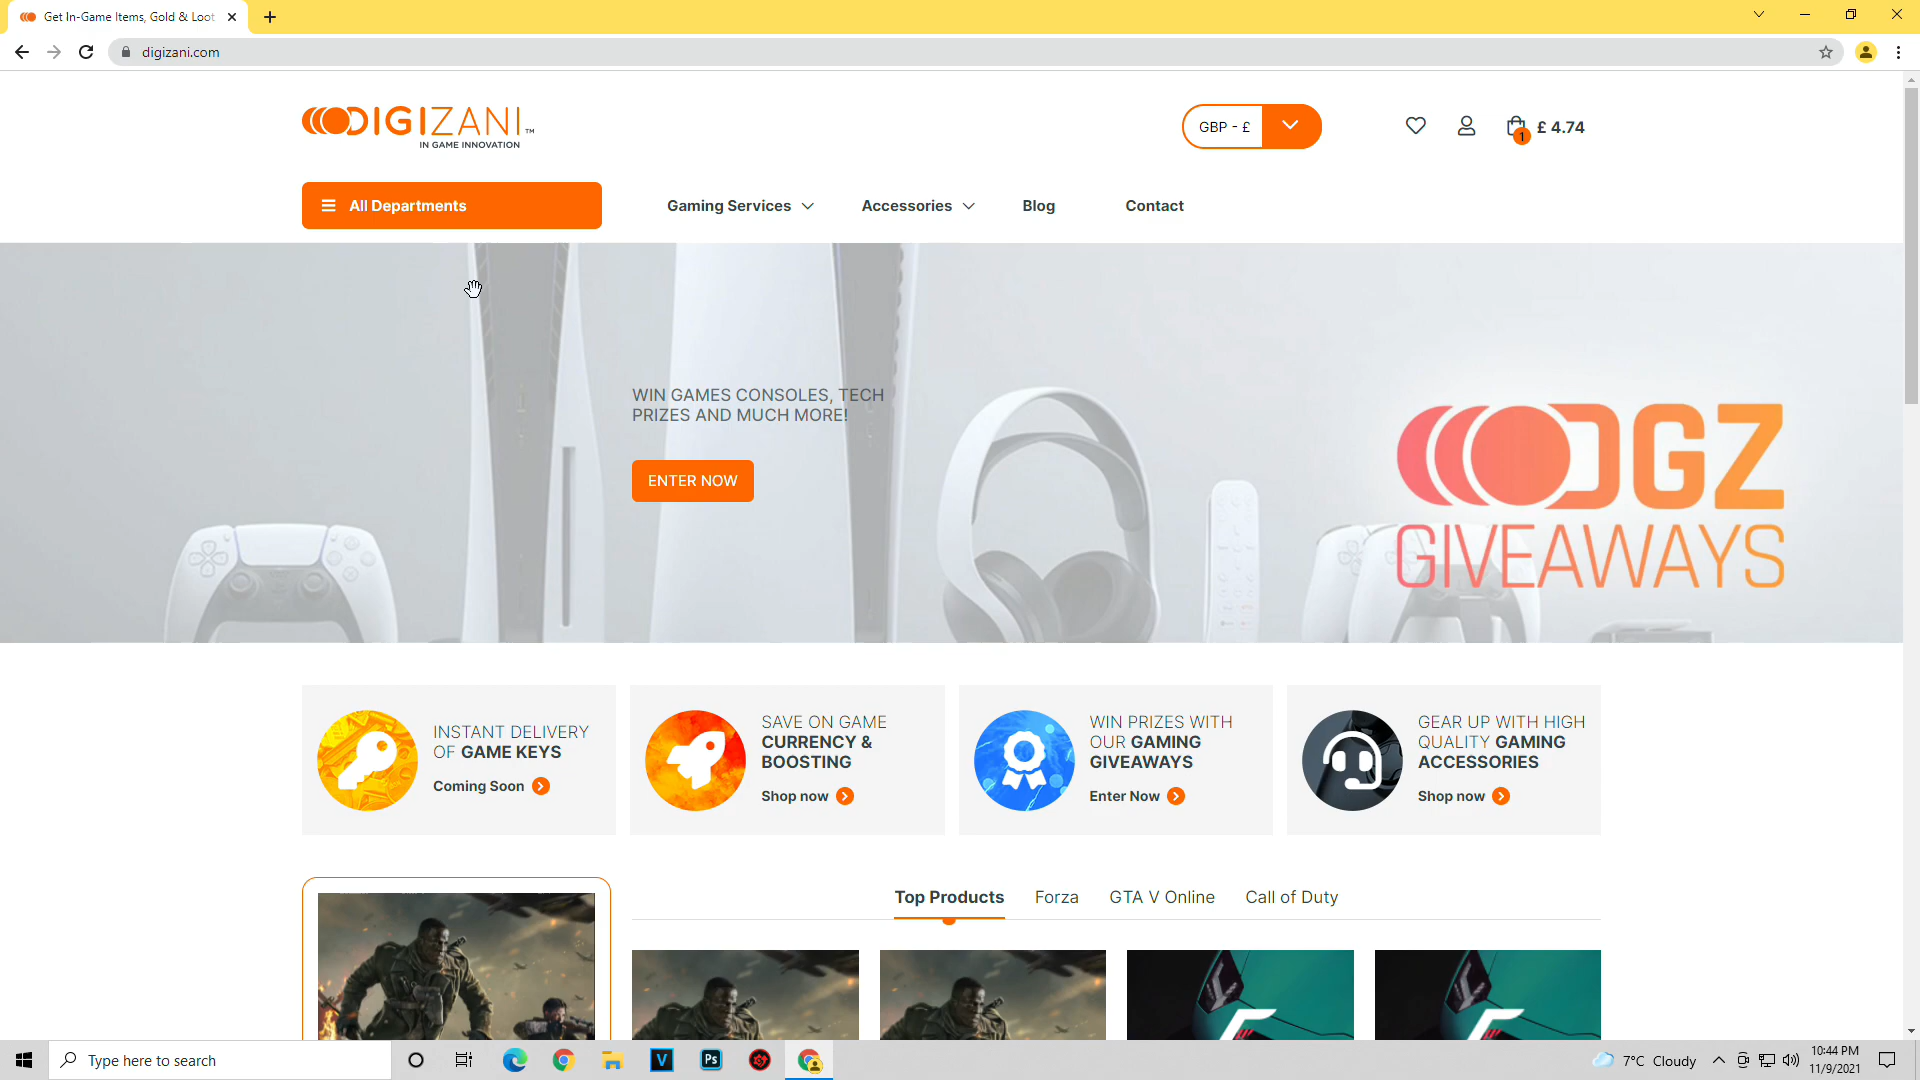 Get In-Game Items, Gold & Loot
digizani.com
DIGIZANI™
IN GAME INNOVATION
GBP - £
1
£ 4.74
All Departments
Gaming Services
Accessories
Blog
Contact
WIN GAMES CONSOLES, TECH
PRIZES AND MUCH MORE!
ENTER NOW
DGZ
GIVEAWAYS
INSTANT DELIVERY
OF GAME KEYS
Coming Soon
SAVE ON GAME
CURRENCY &
BOOSTING
Shop now
WIN PRIZES WITH
OUR GAMING
GIVEAWAYS
Enter Now
GEAR UP WITH HIGH
QUALITY GAMING
ACCESSORIES
Shop now
Top Products
Forza
GTA V Online
Call of Duty
Type here to search
V
Ps
7°C Cloudy
10:44 PM
11/9/2021